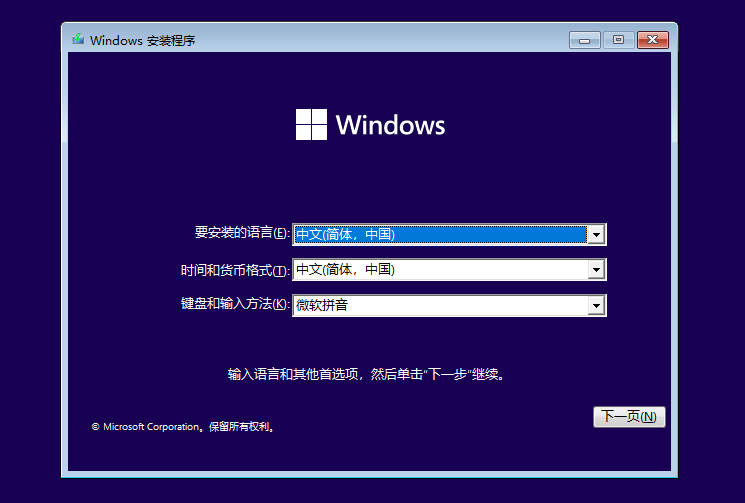 Windows 安装程序
Windows
要安装的语言(E): 中文(简体，中国)
时间和货币格式(T): 中文(简体，中国)
键盘和输入方法(K): 微软拼音
输入语言和其他首选项，然后单击“下一步”继续。
下一页(N)
© Microsoft Corporation。保留所有权利。